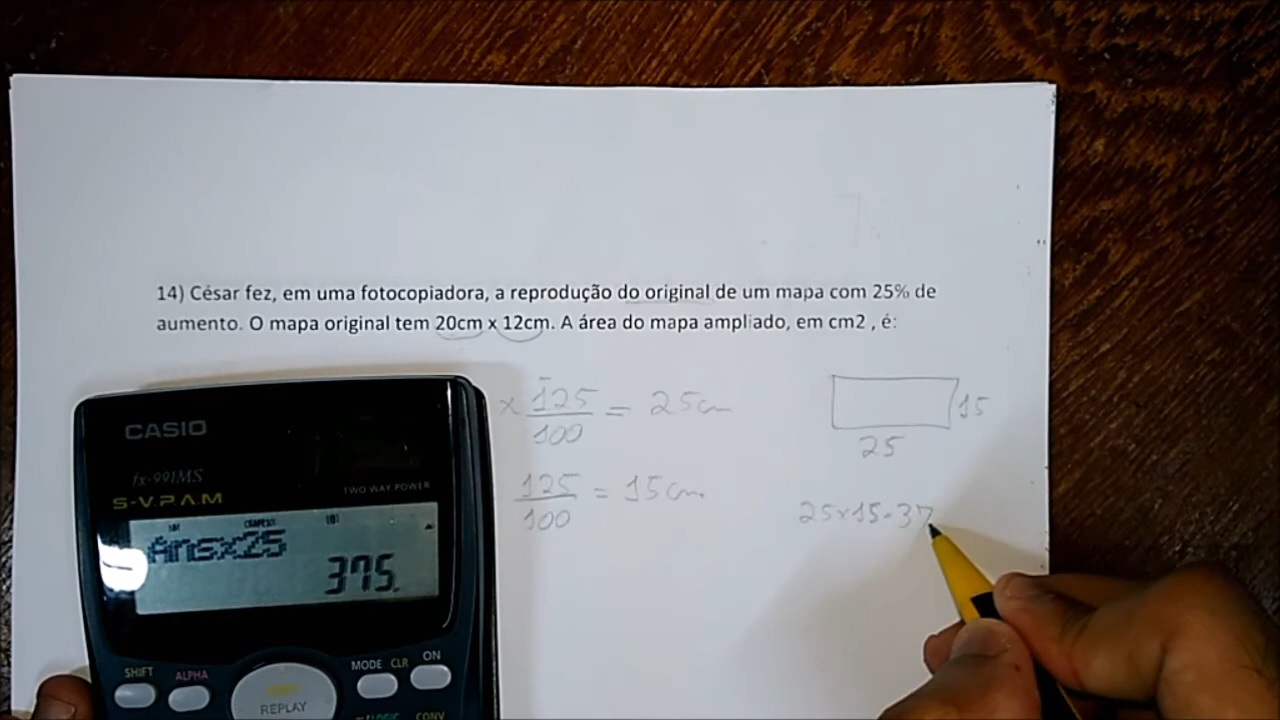 14) César fez, em uma fotocopiadora, a reprodução do original de um mapa com 25% de
aumento. O mapa original tem 20cm x 12cm. A área do mapa ampliado, em cm2 , é:
x 125/100 = 25cm
125/100 = 15cm
15
25
25x15=37
CASIO
fx-991MS
S-V.P.A.M
TWO WAY POWER
Ans×25
375.
SHIFT
ALPHA
MODE CLR
ON
REPLAY